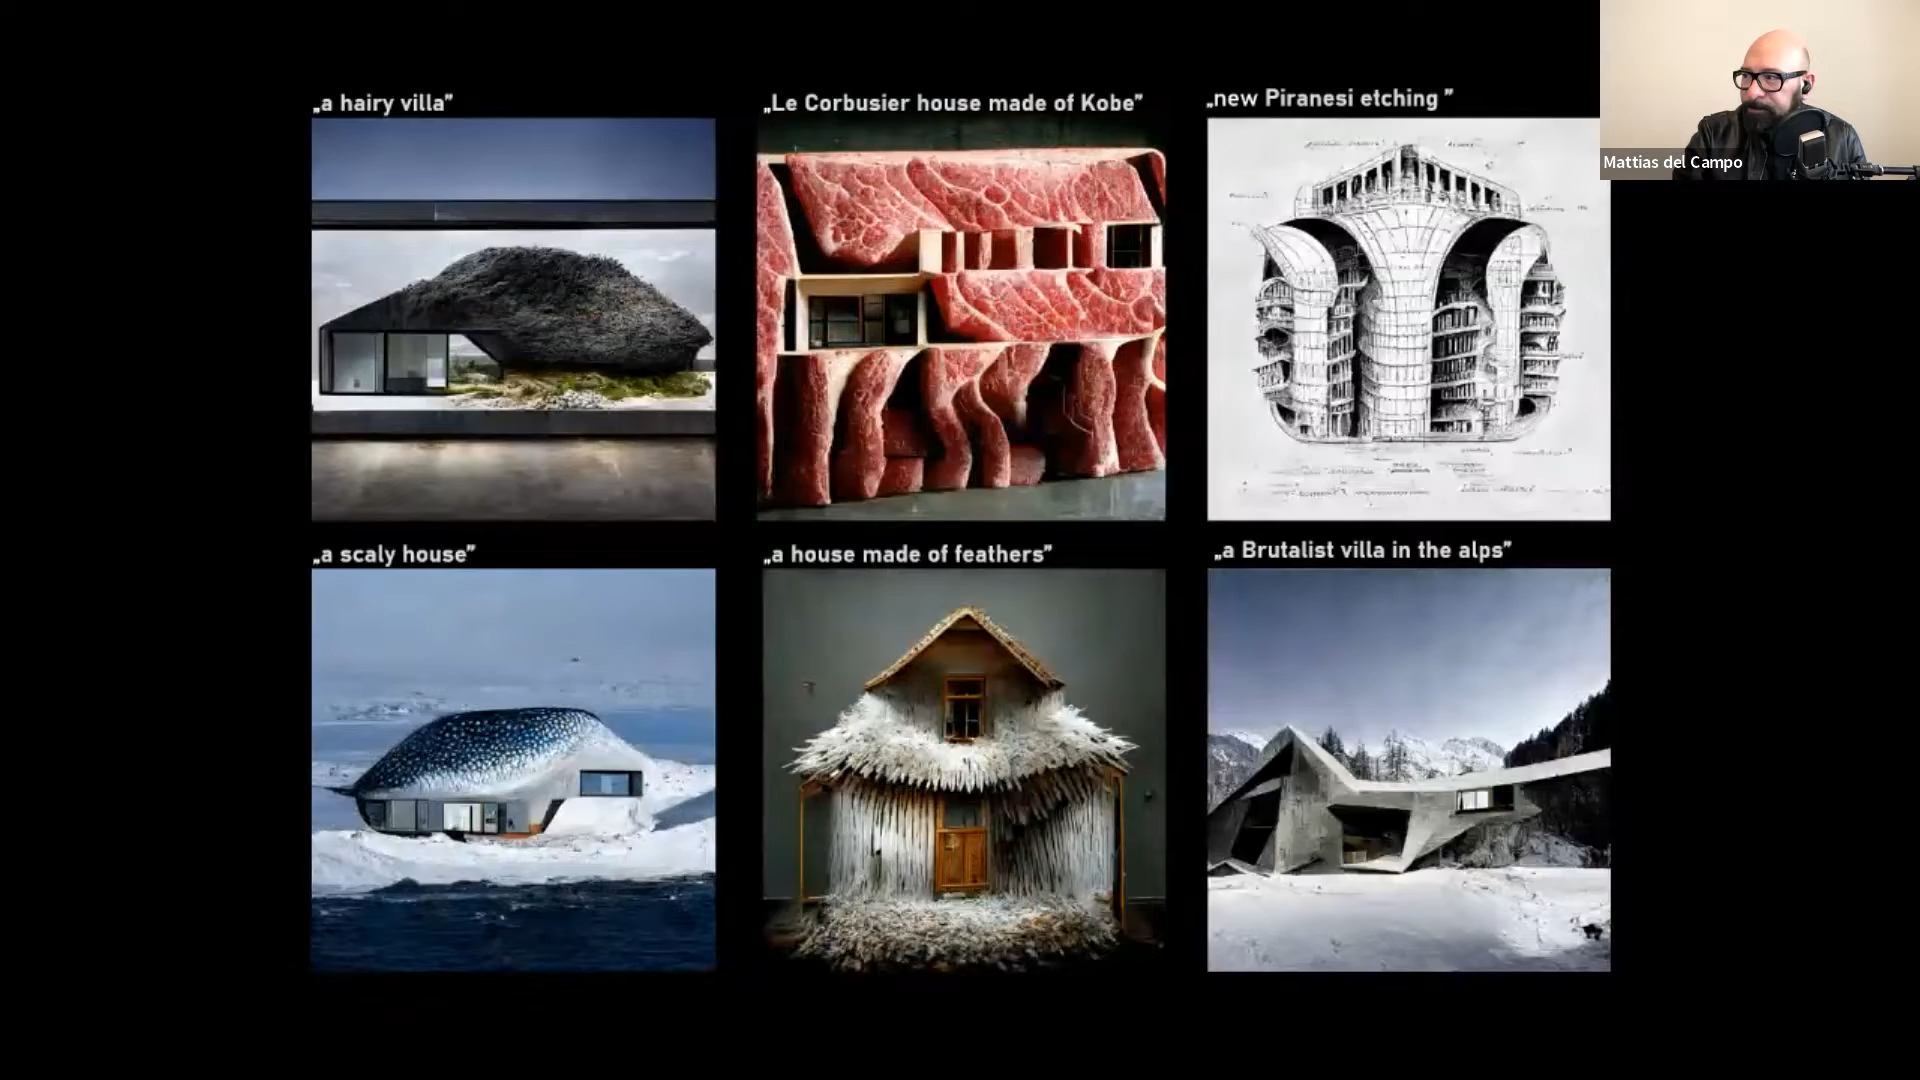 „a hairy villa”
„Le Corbusier house made of Kobe”
„new Piranesi etching ”
Mattias del Campo
„a scaly house”
„a house made of feathers”
„a Brutalist villa in the alps”